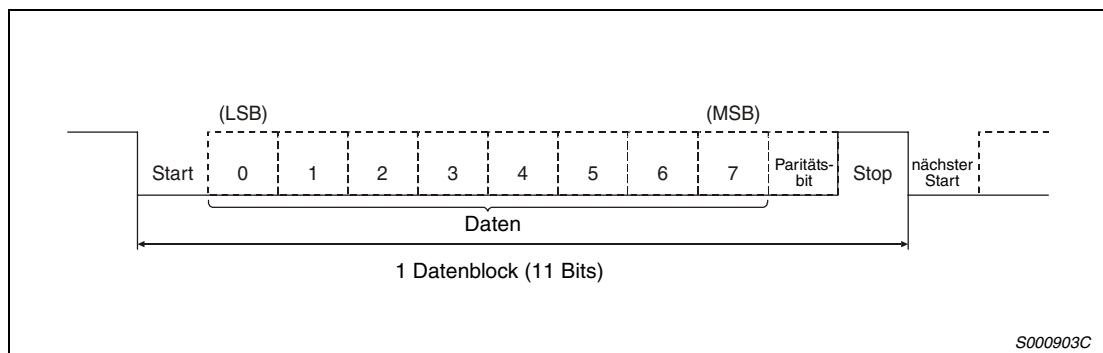 (LSB) (MSB)
Start 0 1 2 3 4 5 6 7 Paritäts- Stop nächster
bit Start
Daten
1 Datenblock (11 Bits)
S000903C